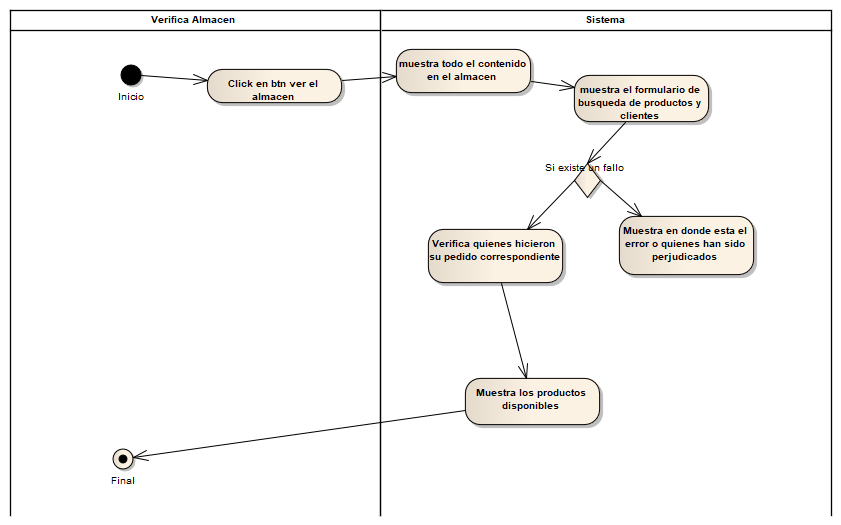 Verifica Almacen
Sistema
Inicio
Click en btn ver el
almacen
muestra todo el contenido
en el almacen
muestra el formulario de
busqueda de productos y
clientes
Si existe un fallo
Verifica quienes hicieron
su pedido correspondiente
Muestra en donde esta el
error o quienes han sido
perjudicados
Muestra los productos
disponibles
Final